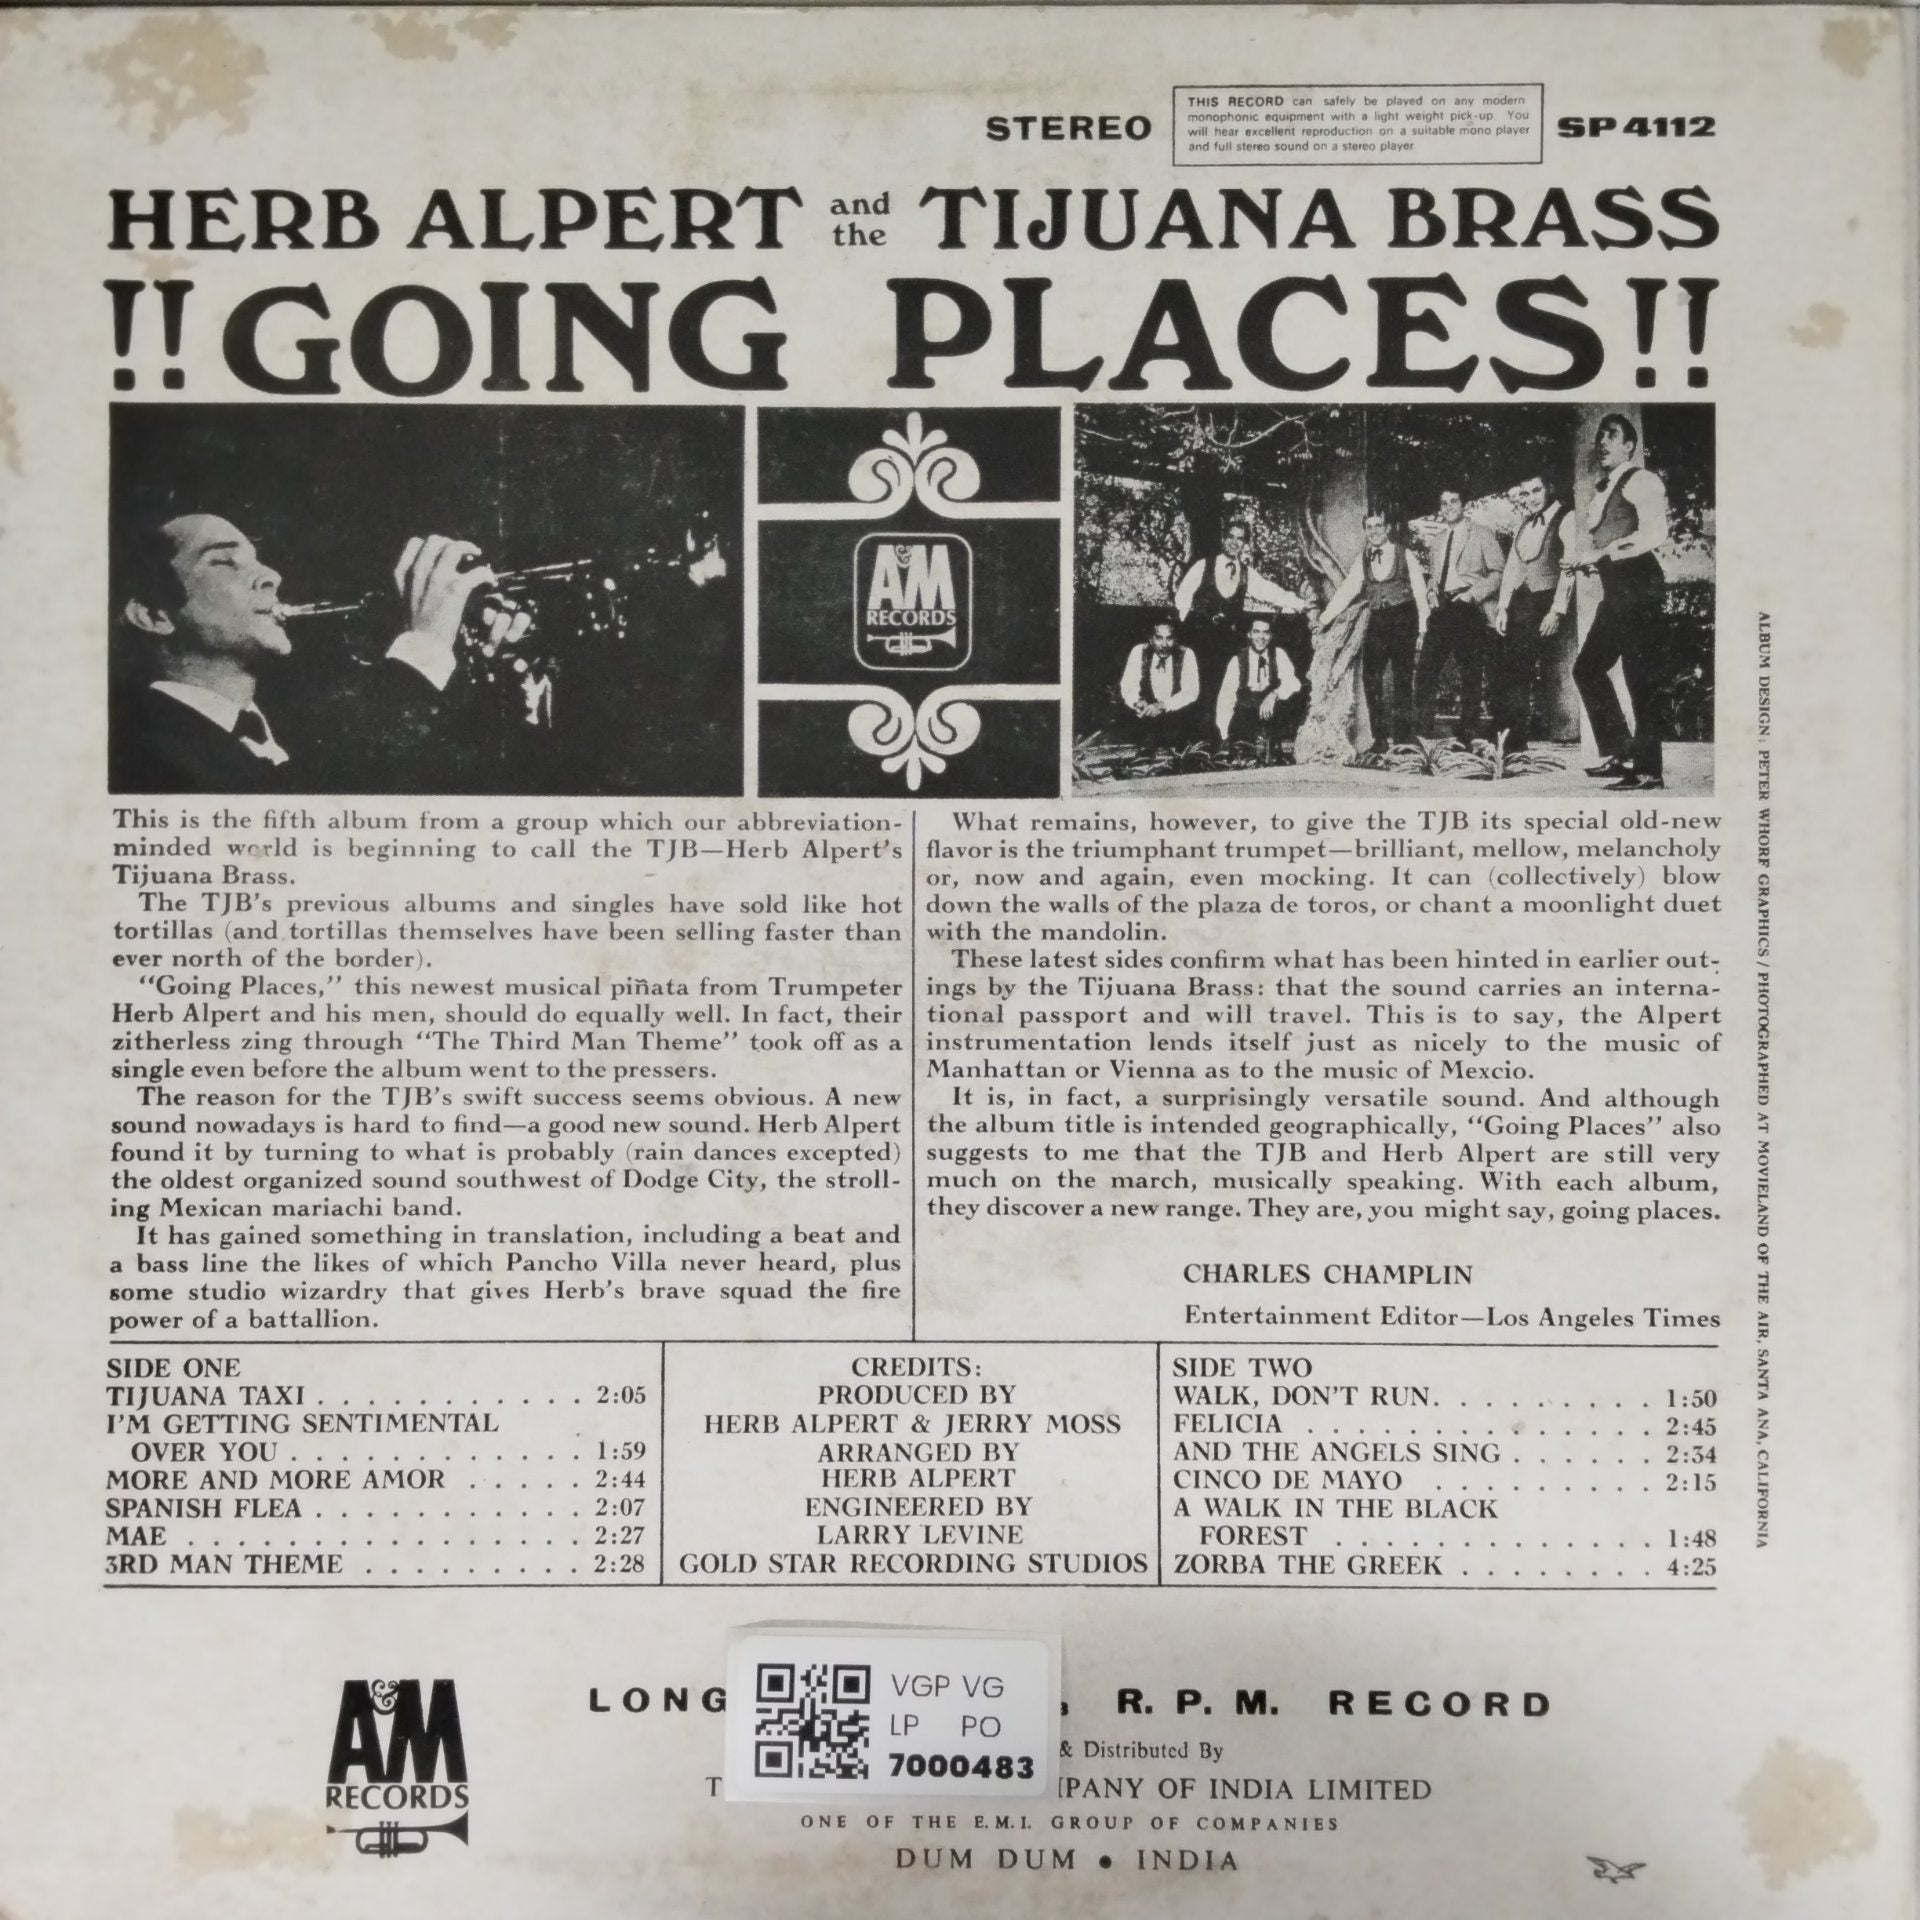 STEREO
THIS RECORD can safely be played on any modern
monophonic equipment with a light weight pick-up. You
will hear excellent reproduction on a suitable mono player
and full stereo sound on a stereo player
SP 4112
HERB ALPERT and the TIJUANA BRASS
!!GOING PLACES!!
A&M
RECORDS
This is the fifth album from a group which our abbreviation-
minded world is beginning to call the TJB—Herb Alpert's
Tijuana Brass.
The TJB's previous albums and singles have sold like hot
tortillas (and tortillas themselves have been selling faster than
ever north of the border).
"Going Places," this newest musical piñata from Trumpeter
Herb Alpert and his men, should do equally well. In fact, their
zitherless zing through "The Third Man Theme" took off as a
single even before the album went to the pressers.
The reason for the TJB's swift success seems obvious. A new
sound nowadays is hard to find—a good new sound. Herb Alpert
found it by turning to what is probably (rain dances excepted)
the oldest organized sound southwest of Dodge City, the stroll-
ing Mexican mariachi band.
It has gained something in translation, including a beat and
a bass line the likes of which Pancho Villa never heard, plus
some studio wizardry that gives Herb's brave squad the fire
power of a battallion.
What remains, however, to give the TJB its special old-new
flavor is the triumphant trumpet—brilliant, mellow, melancholy
or, now and again, even mocking. It can (collectively) blow
down the walls of the plaza de toros, or chant a moonlight duet
with the mandolin.
These latest sides confirm what has been hinted in earlier out-
ings by the Tijuana Brass: that the sound carries an interna-
tional passport and will travel. This is to say, the Alpert
instrumentation lends itself just as nicely to the music of
Manhattan or Vienna as to the music of Mexcio.
It is, in fact, a surprisingly versatile sound. And although
the album title is intended geographically, "Going Places" also
suggests to me that the TJB and Herb Alpert are still very
much on the march, musically speaking. With each album,
they discover a new range. They are, you might say, going places.
CHARLES CHAMPLIN
Entertainment Editor—Los Angeles Times
ALBUM DESIGN: PETER WHORF GRAPHICS / PHOTOGRAPHED AT MOVIELAND OF THE AIR, SANTA ANA, CALIFORNIA
SIDE ONE
TIJUANA TAXI . . . . . . . . . . . 2:05
I'M GETTING SENTIMENTAL
OVER YOU . . . . . . . . . . . . 1:59
MORE AND MORE AMOR . . . . . 2:44
SPANISH FLEA . . . . . . . . . . . 2:07
MAE . . . . . . . . . . . . . . . . 2:27
3RD MAN THEME . . . . . . . . . 2:28
CREDITS:
PRODUCED BY
HERB ALPERT & JERRY MOSS
ARRANGED BY
HERB ALPERT
ENGINEERED BY
LARRY LEVINE
GOLD STAR RECORDING STUDIOS
SIDE TWO
WALK, DON'T RUN. . . . . . . . . 1:50
FELICIA . . . . . . . . . . . . . . 2:45
AND THE ANGELS SING . . . . . . 2:34
CINCO DE MAYO . . . . . . . . . 2:15
A WALK IN THE BLACK
FOREST . . . . . . . . . . . . . 1:48
ZORBA THE GREEK . . . . . . . . 4:25
A&M
RECORDS
LONG R. P. M. RECORD
& Distributed By
OF INDIA LIMITED
ONE OF THE E.M.I. GROUP OF COMPANIES
DUM DUM • INDIA
VGP VG
LP PO
7000483